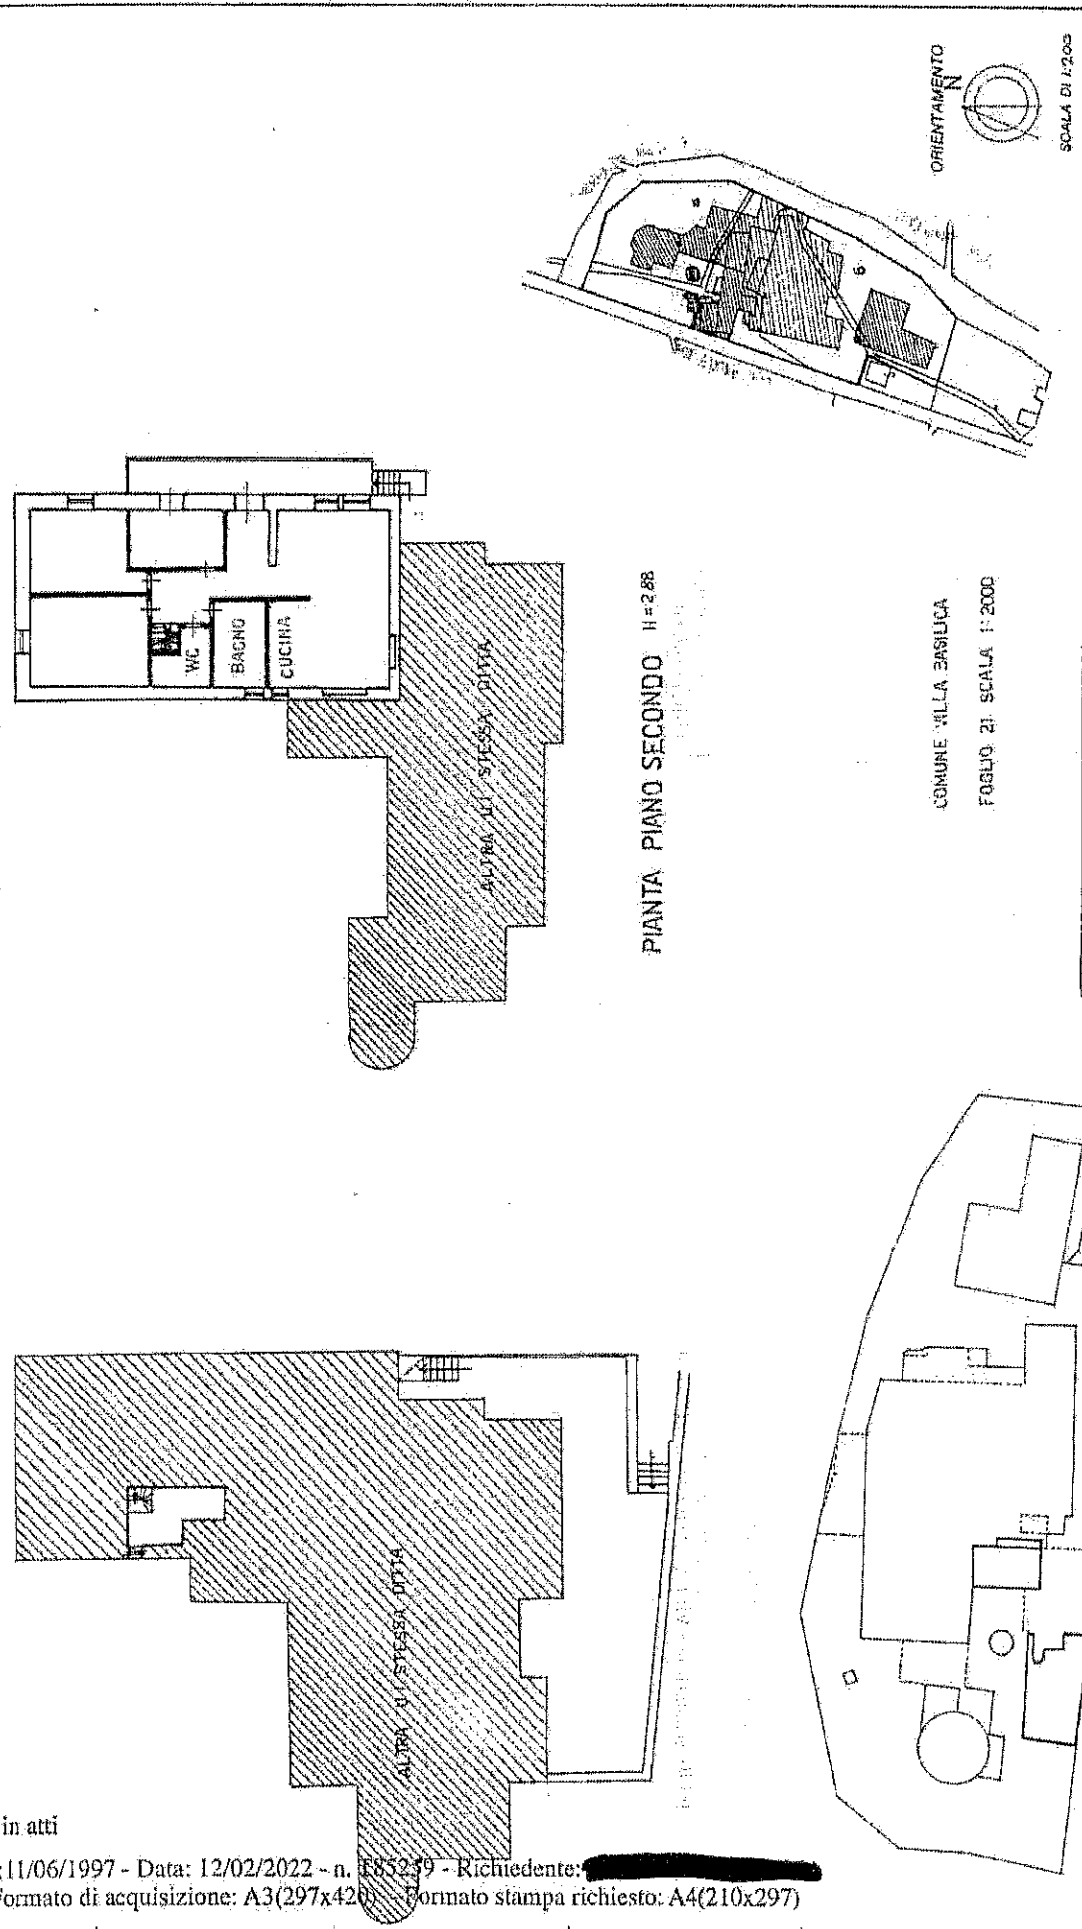 ORIENTAMENTO
N
SCALA DI 1:200
WC
BAGNO
CUCINA
ALTRA U.I. STESSA DITTA
PIANTA PIANO SECONDO H=2.88
COMUNE VILLA BASILICA
FOGLIO 21 SCALA 1:2000
ALTRA U.I. STESSA DITTA
in atti
11/06/1997 - Data: 12/02/2022 - n. T85239 - Richiedente:
Formato di acquisizione: A3(297x420) - Formato stampa richiesto: A4(210x297)